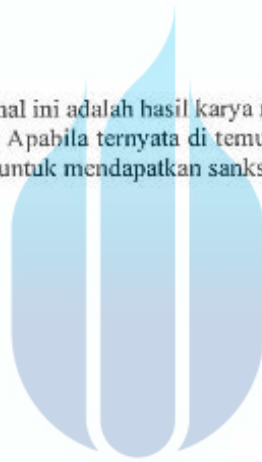 nal ini adalah hasil karya
Apabila ternyata di temu
untuk mendapatkan sanks